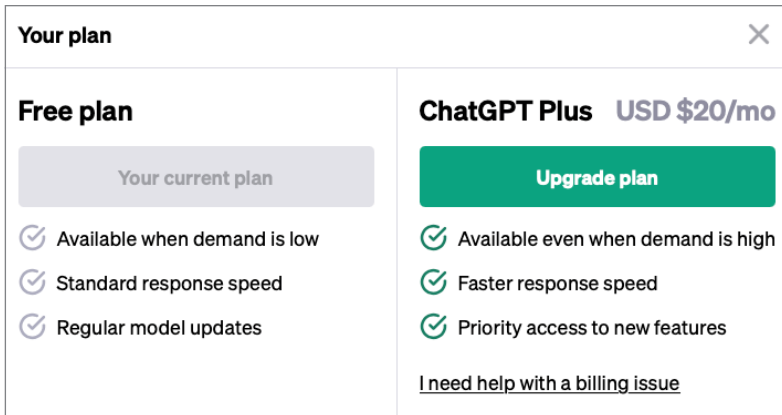 Your plan
Free plan
Your current plan
Available when demand is low
Standard response speed
Regular model updates
ChatGPT Plus USD $20/mo
Upgrade plan
Available even when demand is high
Faster response speed
Priority access to new features
I need help with a billing issue